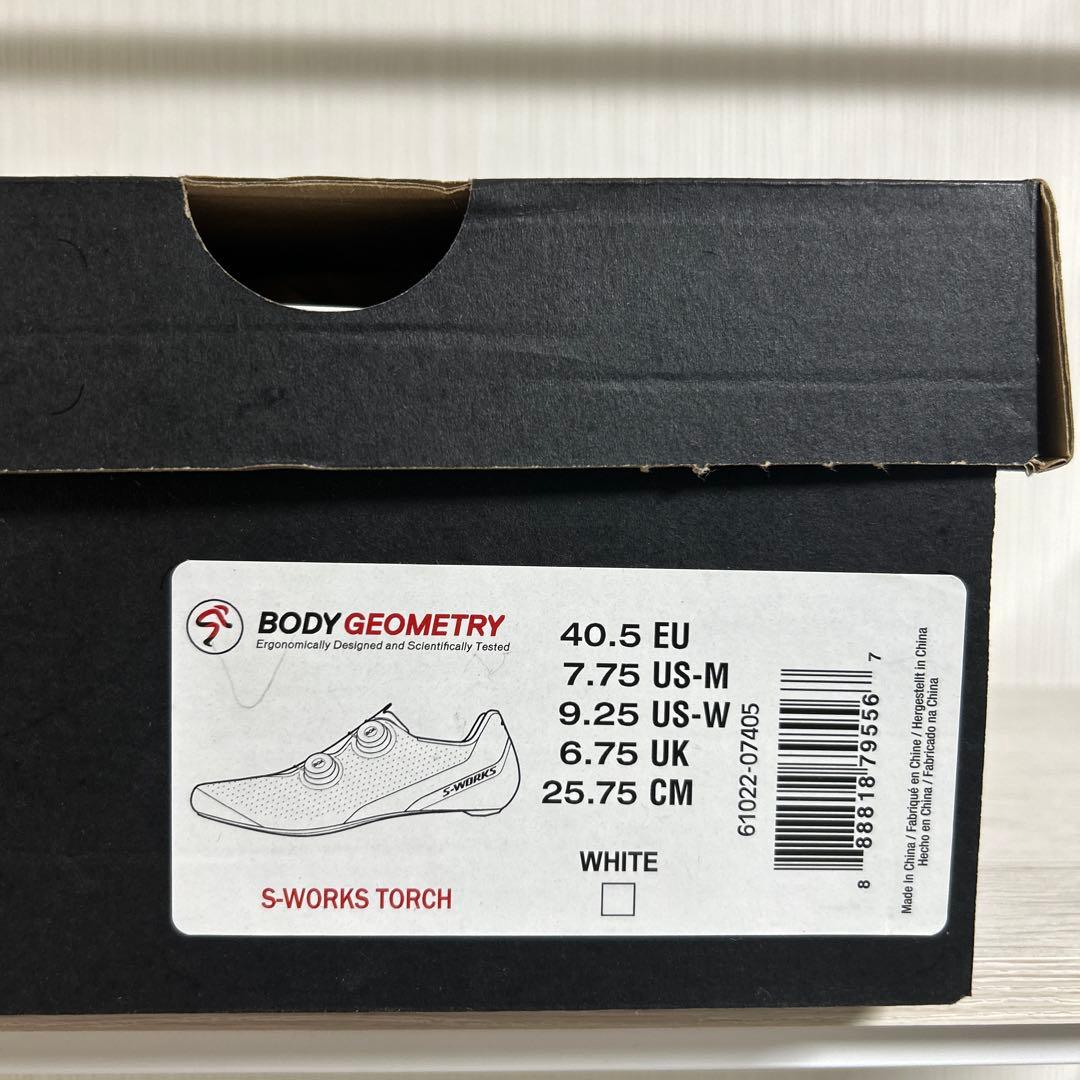 BODY GEOMETRY
Ergonomically Designed and Scientifically Tested
S-WORKS
S-WORKS TORCH
40.5 EU
7.75 US-M
9.25 US-W
6.75 UK
25.75 CM
WHITE
61022-07405
8 88818 79556 7
Made In China / Fabriqué en Chine / Hergestellt in China
Hecho en China / Fabricado na China